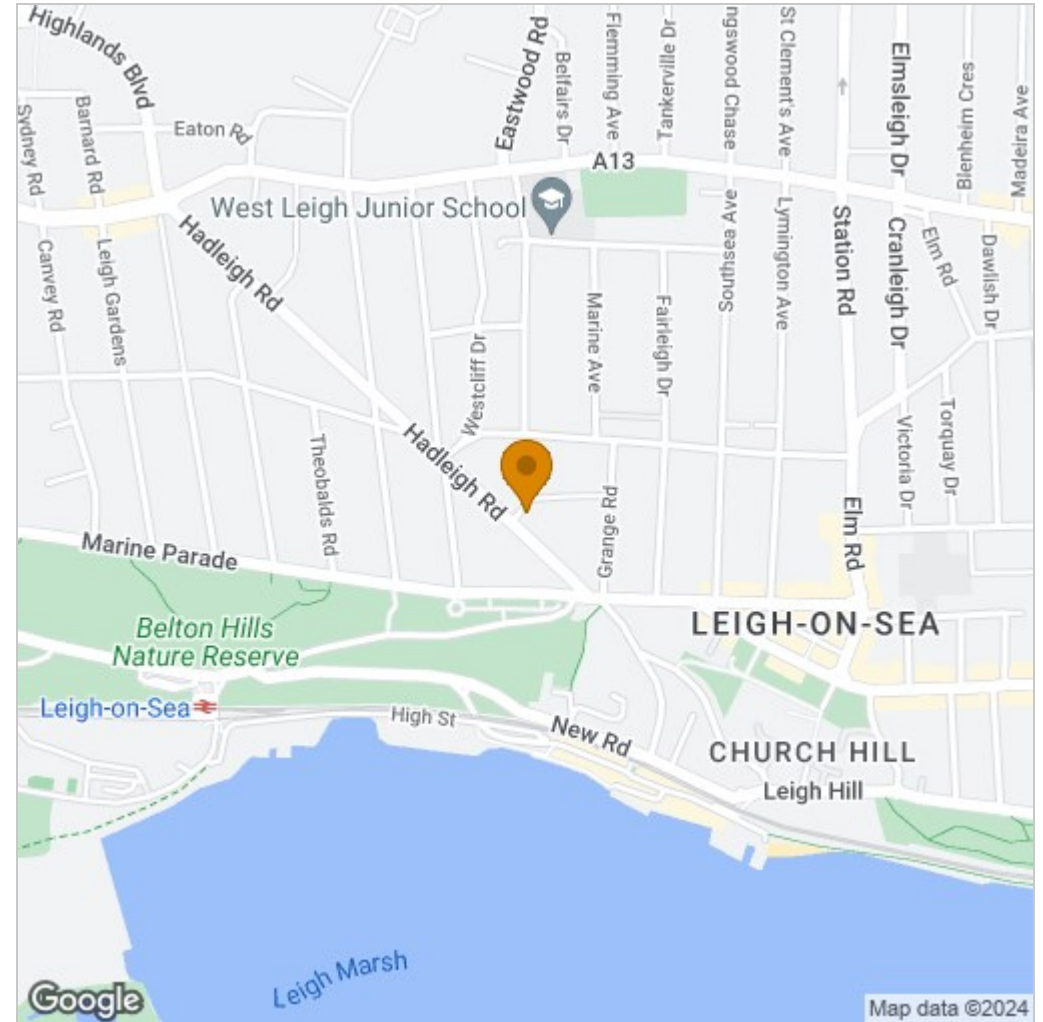 Highlands Blvd
Sydney Rd
Barnard Rd
Eaton Rd
Eastwood Rd
Belfairs Dr
Flemming Ave
Tankerville Dr
ngswood Chase
St Clement's Ave
Elmsleigh Dr
Blenheim Cres
Madeira Ave
A13
West Leigh Junior School
Canvey Rd
Leigh Gardens
Hadleigh Rd
Southsea Ave
Lymington Ave
Station Rd
Cranleigh Dr
Elm Rd
Dawlish Dr
Westcliff Dr
Marine Ave
Fairleigh Dr
Theobalds Rd
Hadleigh Rd
Grange Rd
Victoria Dr
Torquay Dr
Elm Rd
Marine Parade
Belton Hills
Nature Reserve
LEIGH-ON-SEA
Leigh-on-Sea
High St
New Rd
CHURCH HILL
Leigh Hill
Leigh Marsh
Google
Map data ©2024